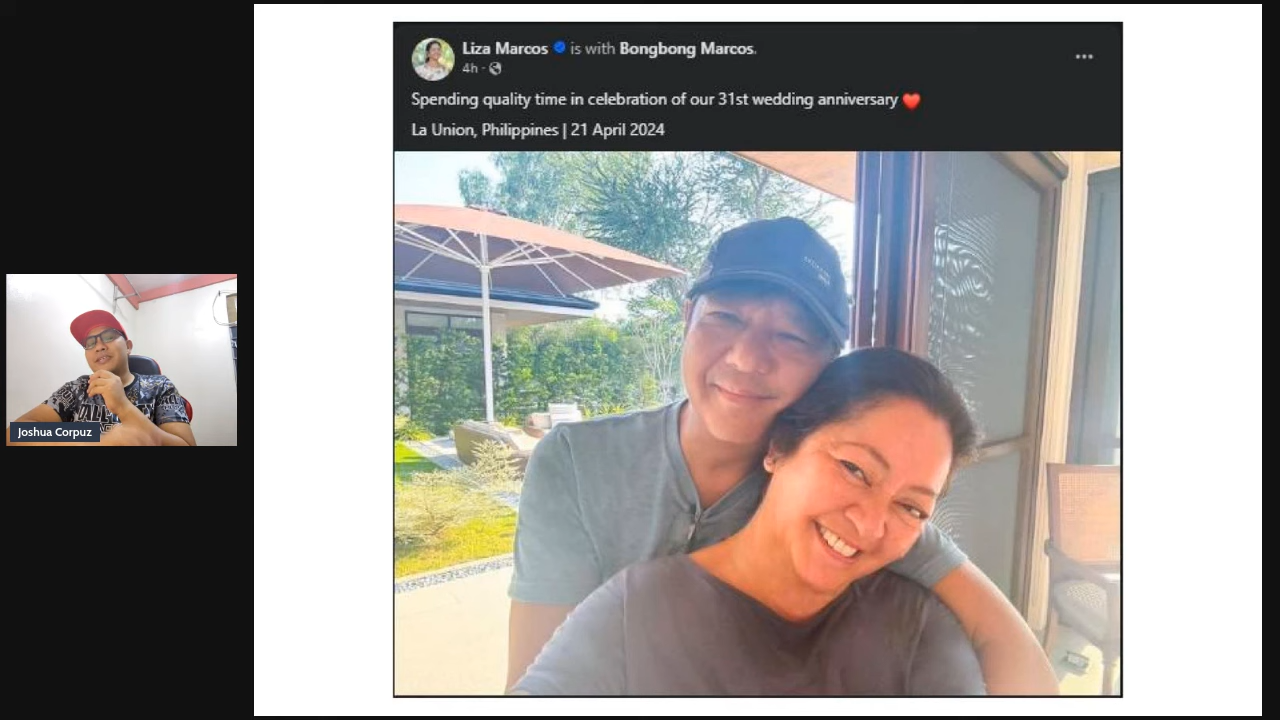 Liza Marcos is with Bongbong Marcos.
4h ·
Spending quality time in celebration of our 31st wedding anniversary ❤️
La Union, Philippines | 21 April 2024
Joshua Corpuz